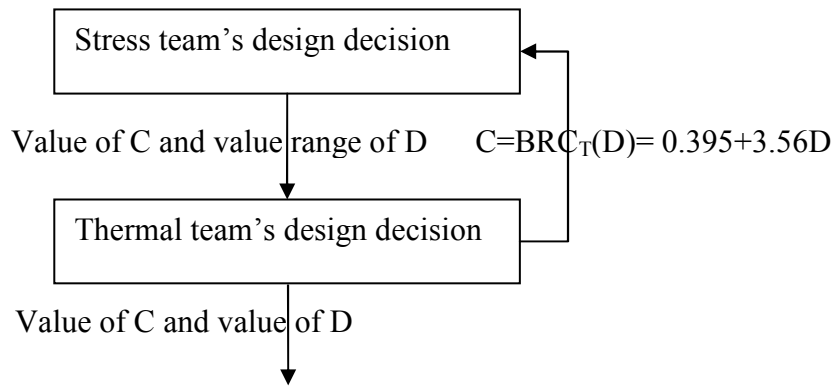 Stress team’s design decision
Value of C and value range of D
C=BRC_T(D)= 0.395+3.56D
Thermal team’s design decision
Value of C and value of D